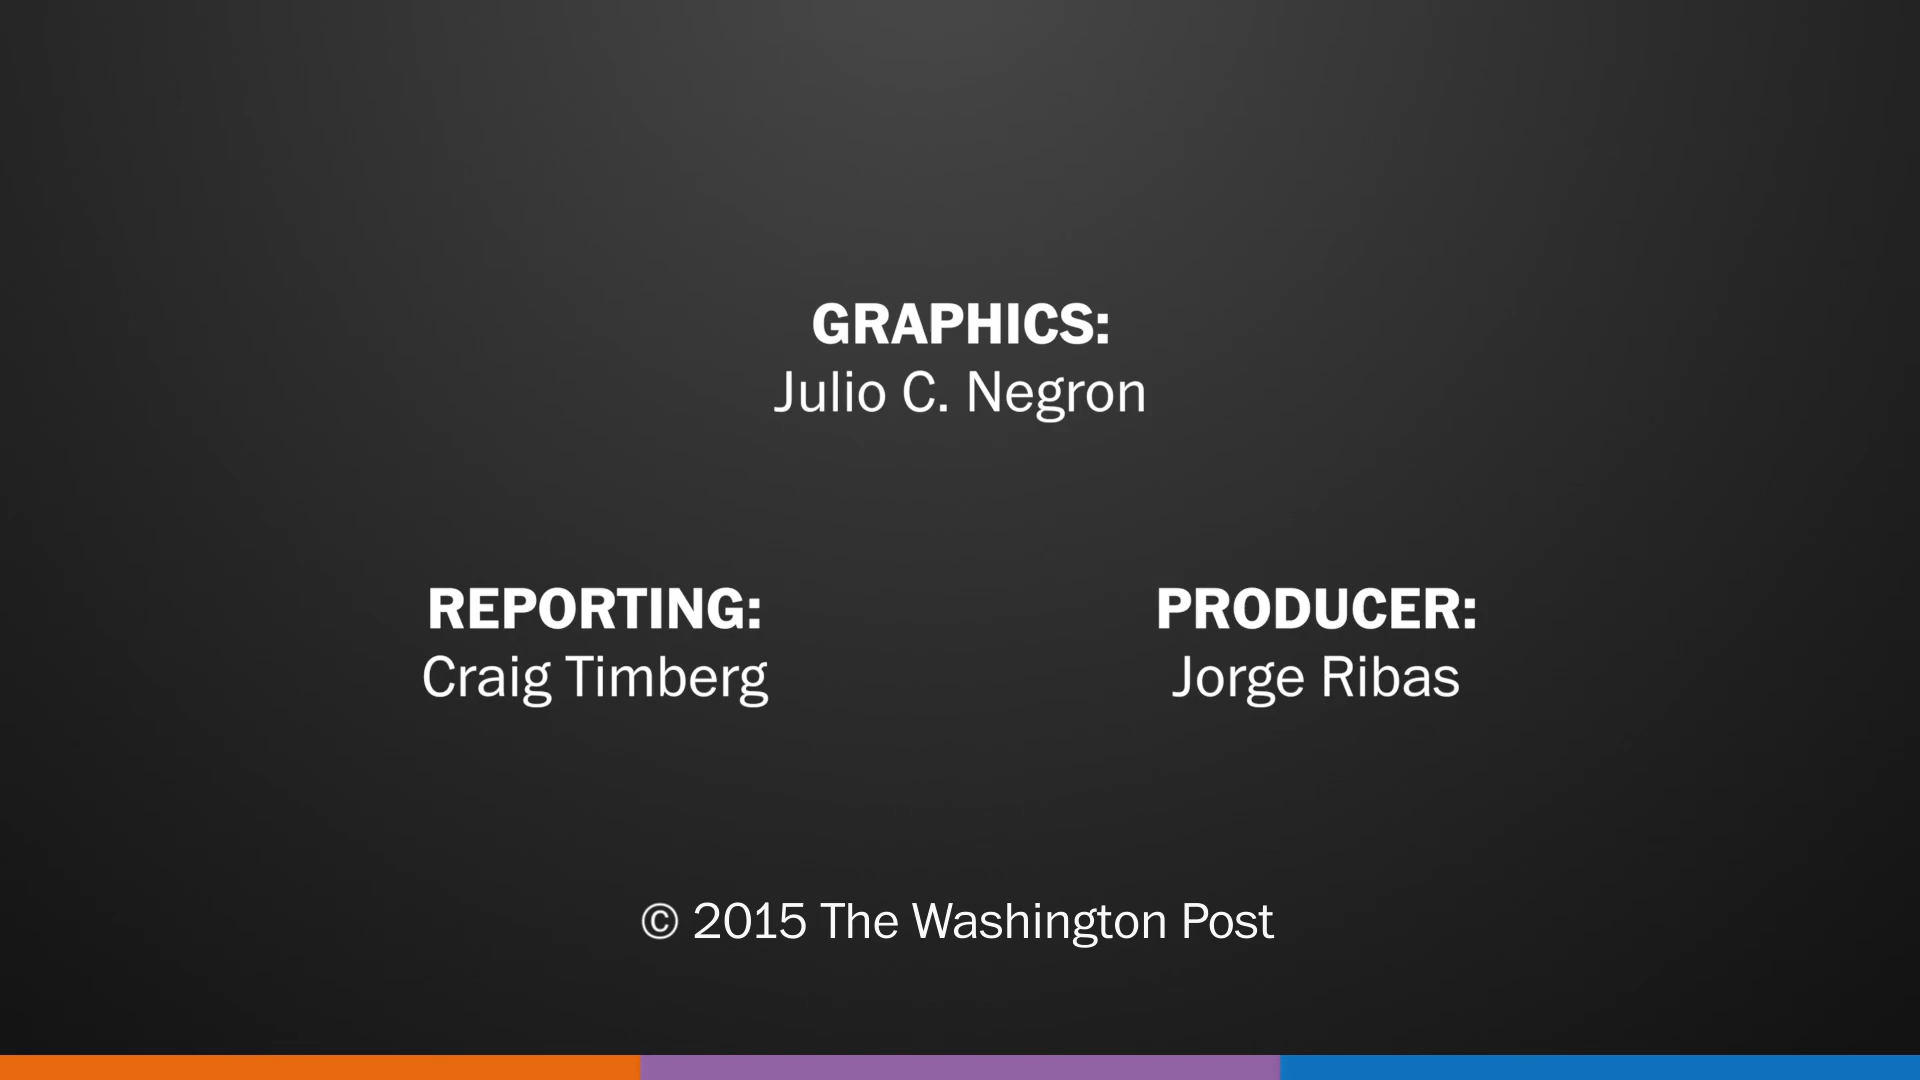 GRAPHICS:
Julio C. Negron
REPORTING:
Craig Timberg
PRODUCER:
Jorge Ribas
© 2015 The Washington Post